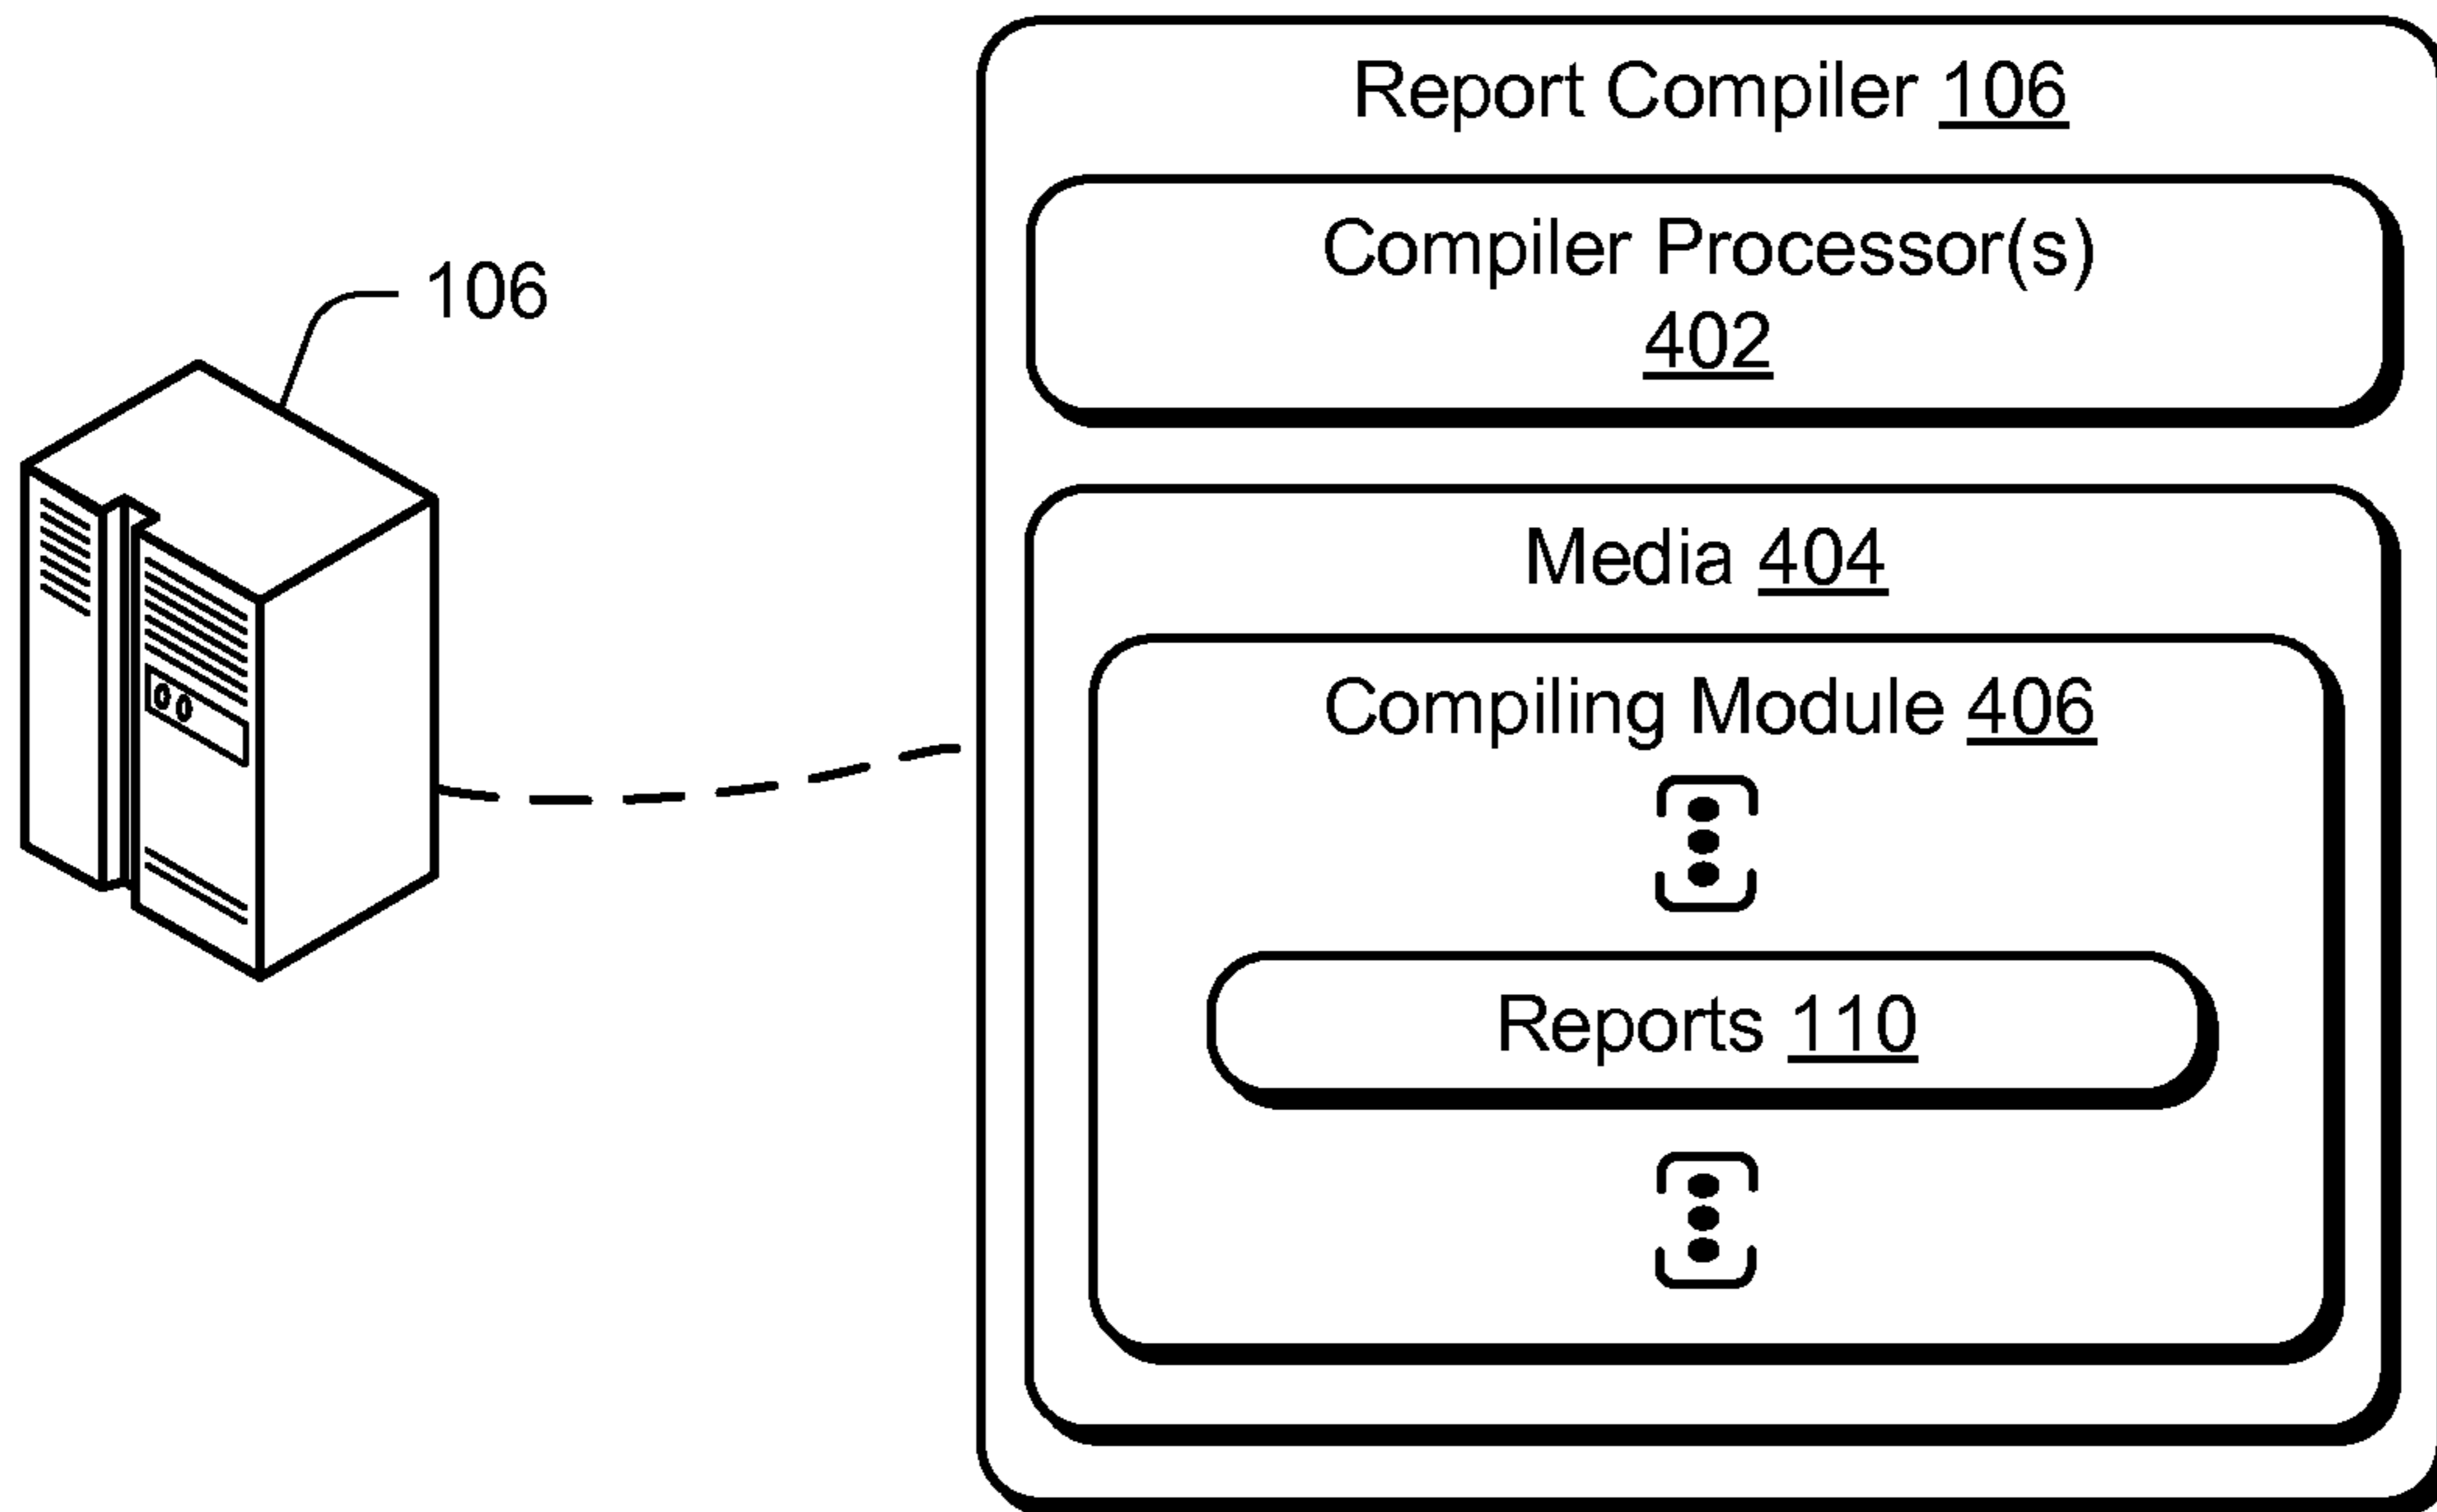 Report Compiler 106
Compiler Processor(s)
402
106
Media 404
Compiling Module 406
Reports 110